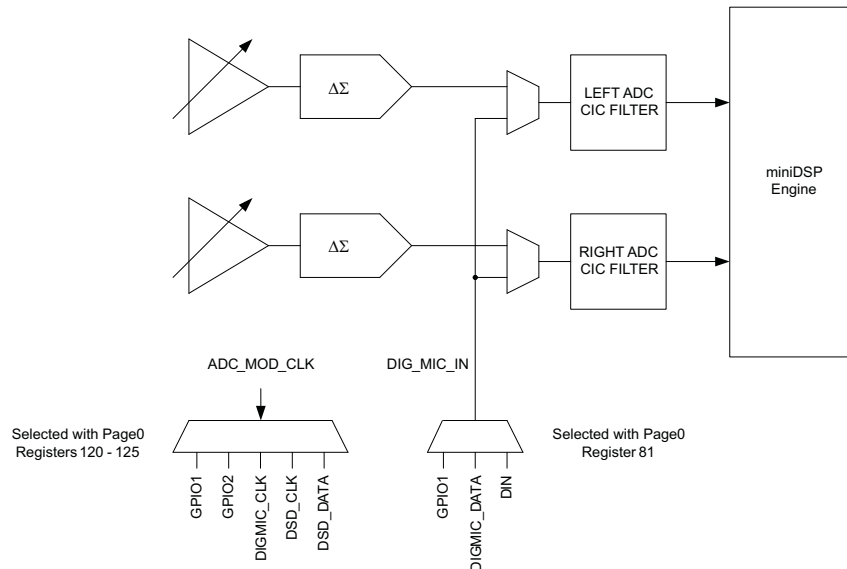 ΔΣ
LEFT ADC
CIC FILTER
miniDSP
Engine
ΔΣ
RIGHT ADC
CIC FILTER
ADC_MOD_CLK
DIG_MIC_IN
Selected with Page0
Registers 120 - 125
Selected with Page0
Register 81
GPIO1
GPIO2
DIGMIC_CLK
DSD_CLK
DSD_DATA
GPIO1
DIGMIC_DATA
DIN